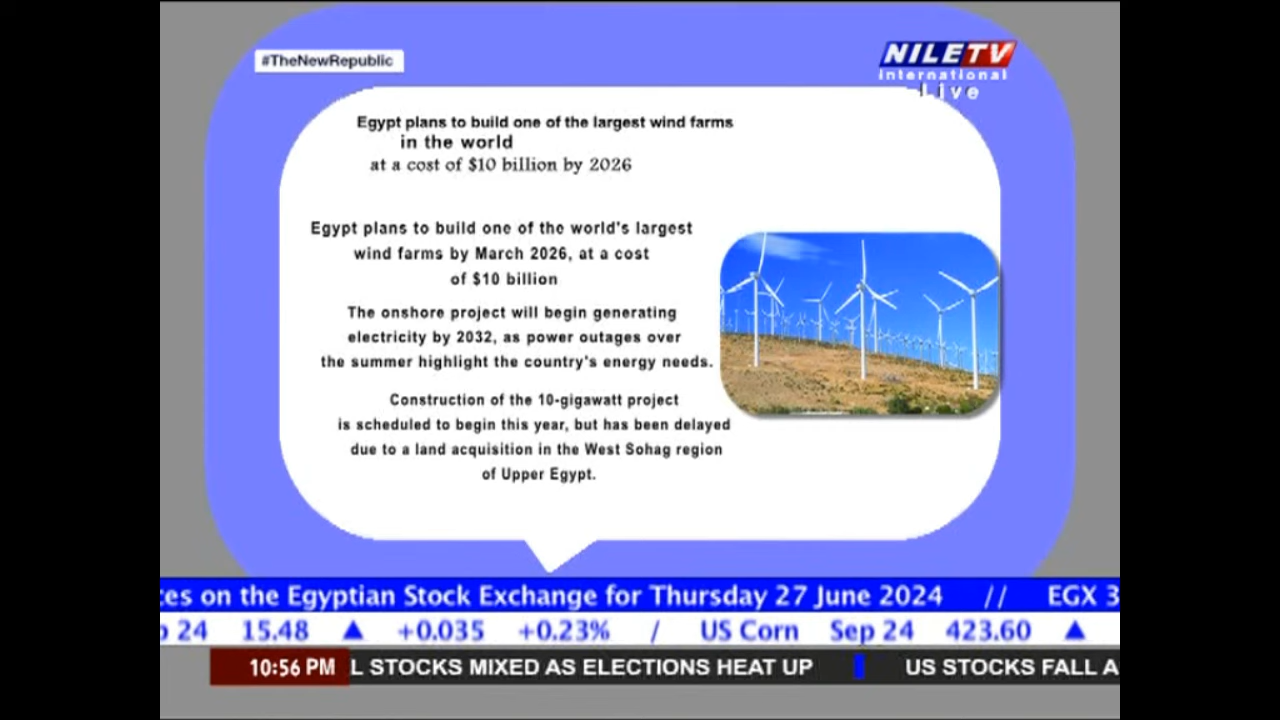 #TheNewRepublic
NILETV
international
Live
Egypt plans to build one of the largest wind farms
in the world
at a cost of $10 billion by 2026
Egypt plans to build one of the world's largest
wind farms by March 2026, at a cost
of $10 billion
The onshore project will begin generating
electricity by 2032, as power outages over
the summer highlight the country's energy needs.
Construction of the 10-gigawatt project
is scheduled to begin this year, but has been delayed
due to a land acquisition in the West Sohag region
of Upper Egypt.
on the Egyptian Stock Exchange for Thursday 27 June 2024 // EGX
24 15.48 ▲ +0.035 +0.23% / US Corn Sep 24 423.60 ▲
10:56 PM STOCKS MIXED AS ELECTIONS HEAT UP US STOCKS FALL